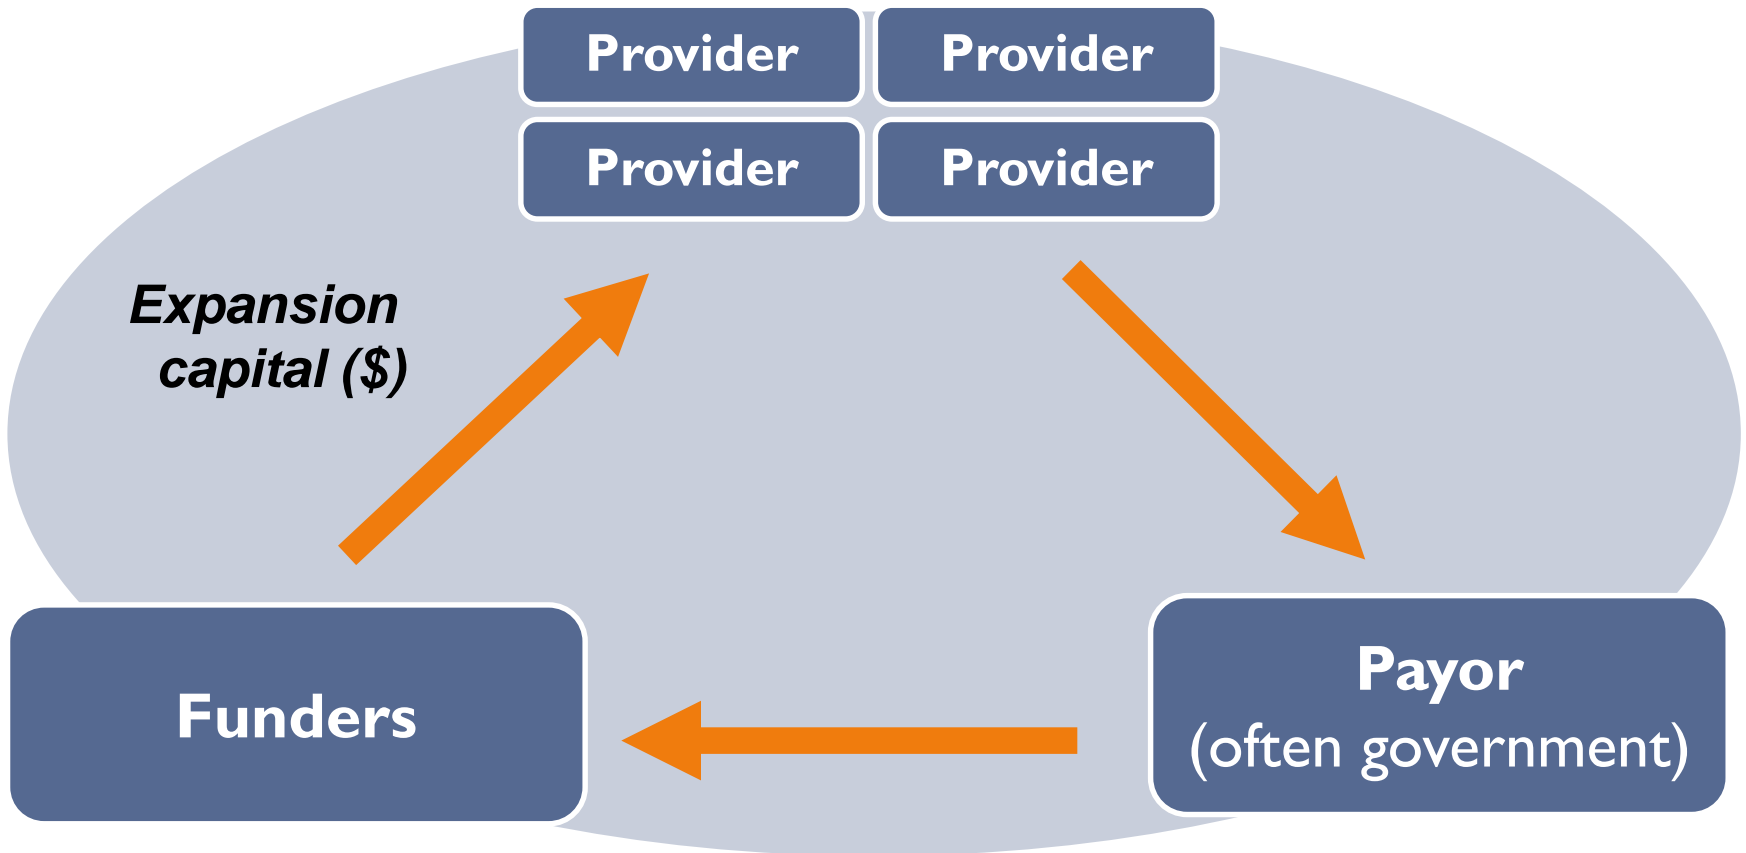 Provider
Provider
Provider
Provider
Expansion
capital ($)
Funders
Payor
(often government)